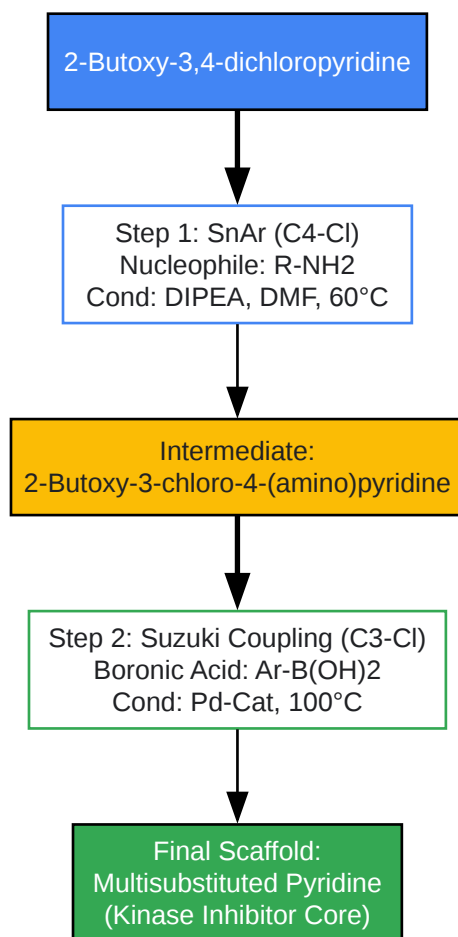 2-Butoxy-3,4-dichloropyridine
Step 1: SnAr (C4-Cl)
Nucleophile: R-NH2
Cond: DIPEA, DMF, 60°C
Intermediate:
2-Butoxy-3-chloro-4-(amino)pyridine
Step 2: Suzuki Coupling (C3-Cl)
Boronic Acid: Ar-B(OH)2
Cond: Pd-Cat, 100°C
Final Scaffold:
Multisubstituted Pyridine
(Kinase Inhibitor Core)